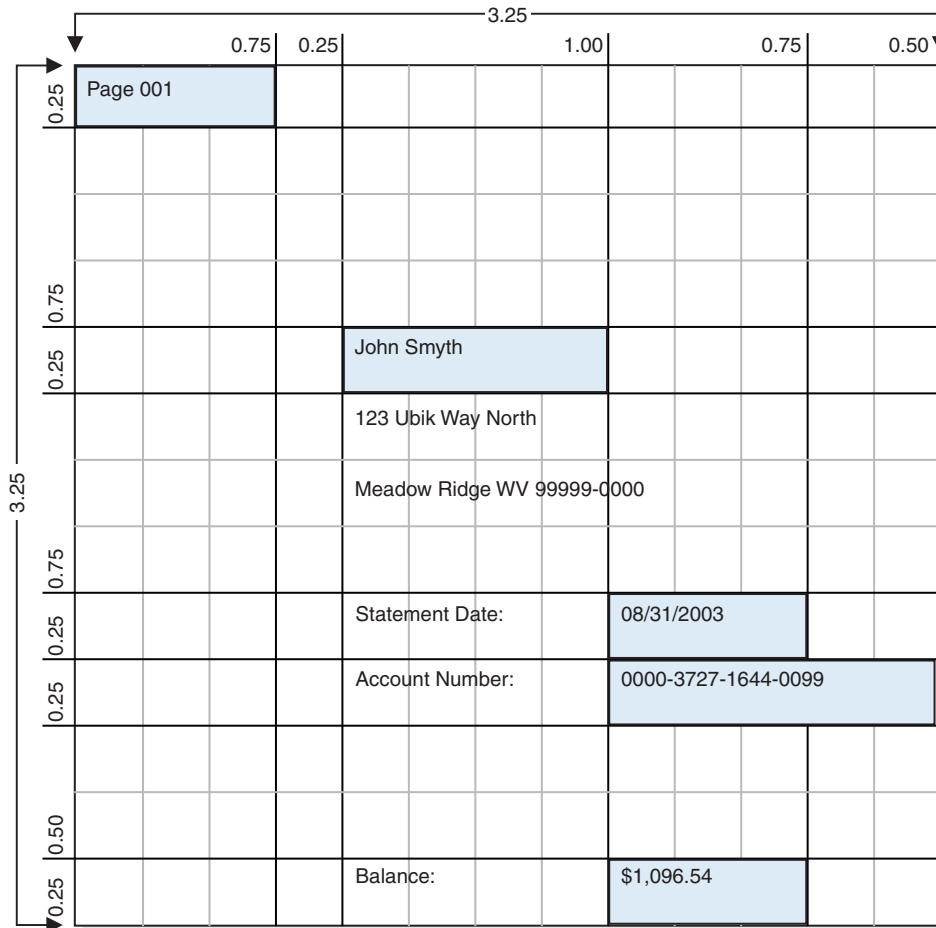 3.25
0.75 0.25 1.00 0.75 0.50
0.25 Page 001
0.75
0.25 John Smyth
123 Ubik Way North
3.25
Meadow Ridge WV 99999-0000
0.75
0.25 Statement Date: 08/31/2003
0.25 Account Number: 0000-3727-1644-0099
0.50
0.25 Balance: $1,096.54